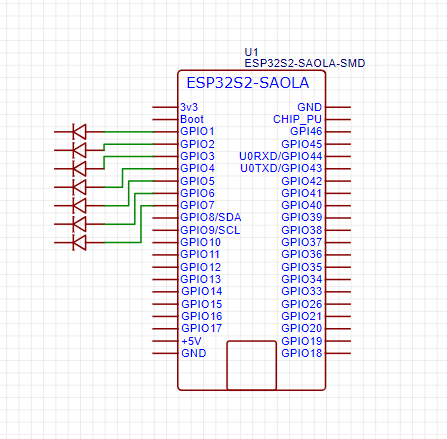 U1
ESP32S2-SAOLA-SMD
ESP32S2-SAOLA
3v3
GND
Boot
CHIP_PU
GPIO1
GPI46
GPIO2
GPIO45
GPIO3
U0RXD/GPIO44
GPIO4
U0TXD/GPIO43
GPIO5
GPIO42
GPIO6
GPIO41
GPIO7
GPIO40
GPIO8/SDA
GPIO39
GPIO9/SCL
GPIO38
GPIO10
GPIO37
GPIO11
GPIO36
GPIO12
GPIO35
GPIO13
GPIO34
GPIO14
GPIO33
GPIO15
GPIO26
GPIO16
GPIO21
GPIO17
GPIO20
+5V
GPIO19
GND
GPIO18